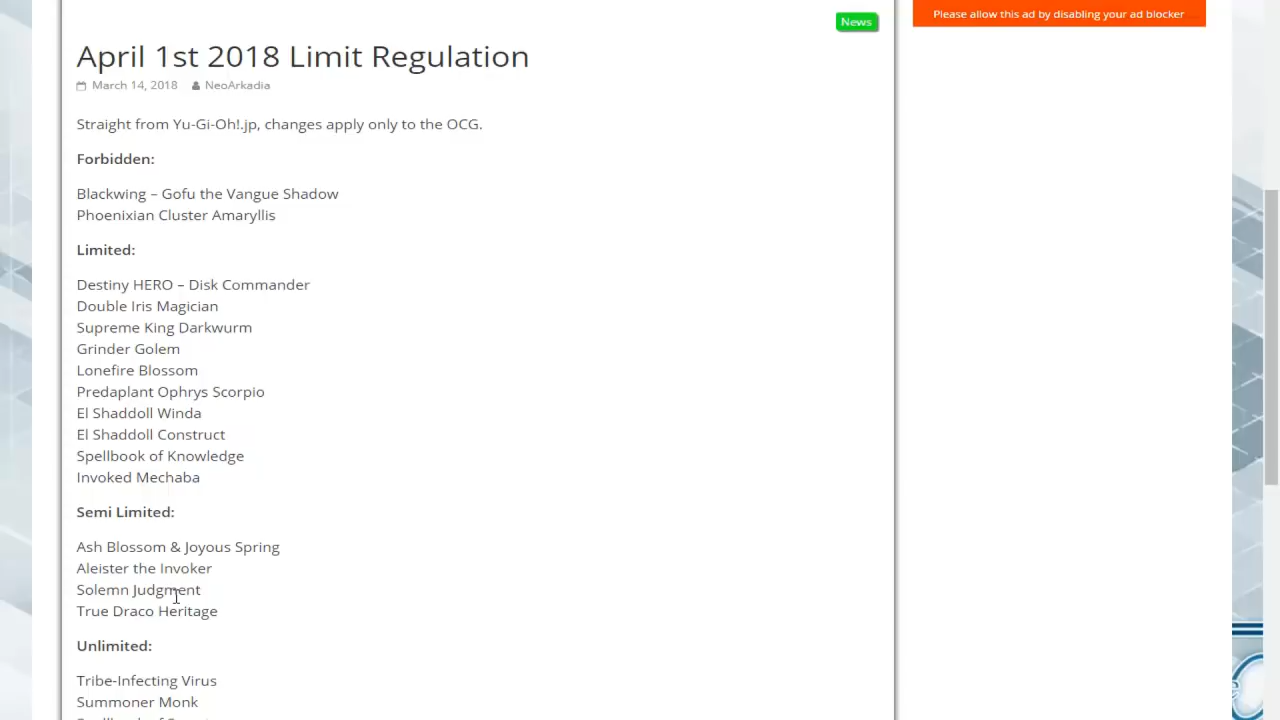 News
Please allow this ad by disabling your ad blocker
April 1st 2018 Limit Regulation
March 14, 2018 NeoArkadia
Straight from Yu-Gi-Oh!.jp, changes apply only to the OCG.
Forbidden:
Blackwing – Gofu the Vangue Shadow
Phoenixian Cluster Amaryllis
Limited:
Destiny HERO – Disk Commander
Double Iris Magician
Supreme King Darkwurm
Grinder Golem
Lonefire Blossom
Predaplant Ophrys Scorpio
El Shaddoll Winda
El Shaddoll Construct
Spellbook of Knowledge
Invoked Mechaba
Semi Limited:
Ash Blossom & Joyous Spring
Aleister the Invoker
Solemn Judgment
True Draco Heritage
Unlimited:
Tribe-Infecting Virus
Summoner Monk